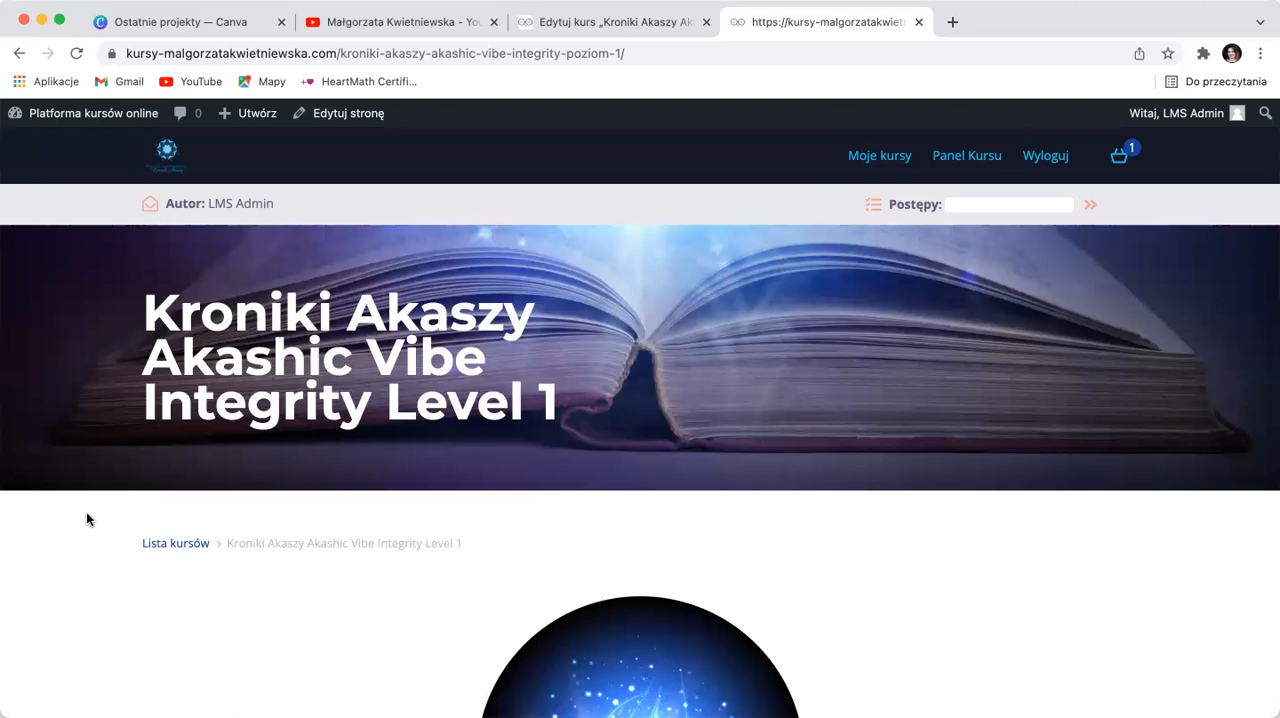 Ostatnie projekty — Canva
Małgorzata Kwietniewska - You
Edytuj kurs „Kroniki Akaszy Ak
https://kursy-malgorzatakwietn
kursy-malgorzatakwietniewska.com/kroniki-akaszy-akashic-vibe-integrity-poziom-1/
Aplikacje
Gmail
YouTube
Mapy
HeartMath Certifi...
Do przeczytania
Platforma kursów online
0
Utwórz
Edytuj stronę
Witaj, LMS Admin
Moje kursy
Panel Kursu
Wyloguj
1
Autor: LMS Admin
Postępy:
Kroniki Akaszy
Akashic Vibe
Integrity Level 1
Lista kursów
Kroniki Akaszy Akashic Vibe Integrity Level 1